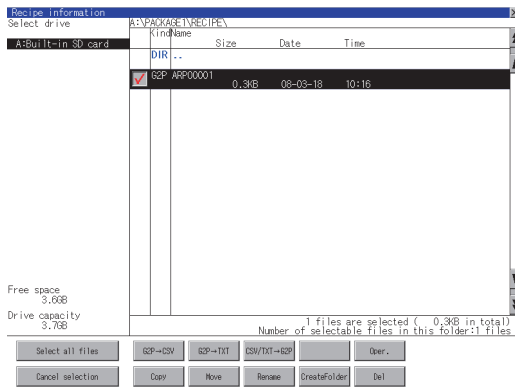 Recipe information
Select drive
A:Built-in SD card
A:\PACKAGE1\RECIPE\
Kind Name
Size Date Time
DIR ..
G2P ARP00001
0.3KB 08-03-18 10:16
Free space
3.6GB
Drive capacity
3.7GB
1 files are selected ( 0.3KB in total)
Number of selectable files in this folder:1 files
Select all files G2P→CSV G2P→TXT CSV/TXT→G2P Oper.
Cancel selection Copy Move Rename CreateFolder Del